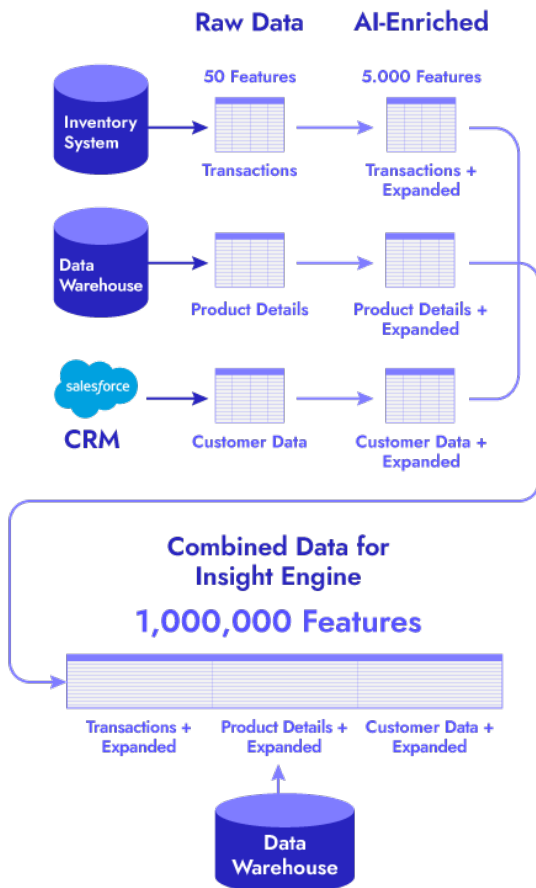 Raw Data
AI-Enriched
50 Features
5.000 Features
Inventory
System
Transactions
Transactions +
Expanded
Data
Warehouse
Product Details
Product Details +
Expanded
salesforce
CRM
Customer Data
Customer Data +
Expanded
Combined Data for
Insight Engine
1,000,000 Features
Transactions +
Expanded
Product Details +
Expanded
Customer Data +
Expanded
Data
Warehouse